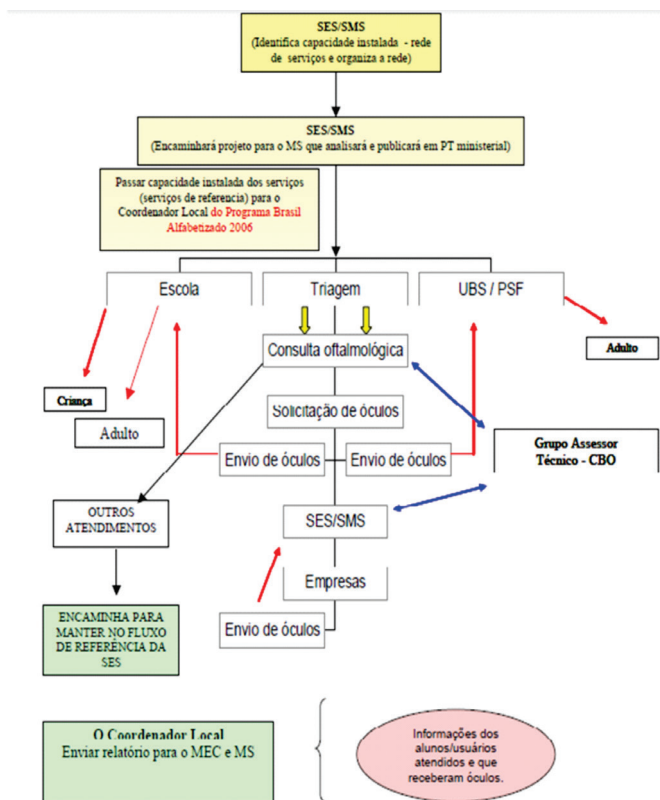 SES/SMS
(Identifica capacidade instalada - rede
de serviços e organiza a rede)
SES/SMS
(Encaminhará projeto para o MS que analisará e publicará em PT ministerial)
Passar capacidade instalada dos serviços
(serviços de referencia) para o
Coordenador Local do Programa Brasil
Alfabetizado 2006
Escola
Triagem
UBS / PSF
Consulta oftalmológica
Adulto
Criança
Adulto
Solicitação de óculos
Grupo Assessor
Técnico - CBO
Envio de óculos
Envio de óculos
OUTROS
ATENDIMENTOS
SES/SMS
Empresas
ENCAMINHA PARA
MANTER NO FLUXO
DE REFERÊNCIA DA
SES
Envio de óculos
O Coordenador Local
Enviar relatório para o MEC e MS
Informações dos
alunos/usuários
atendidos e que
receberam óculos.